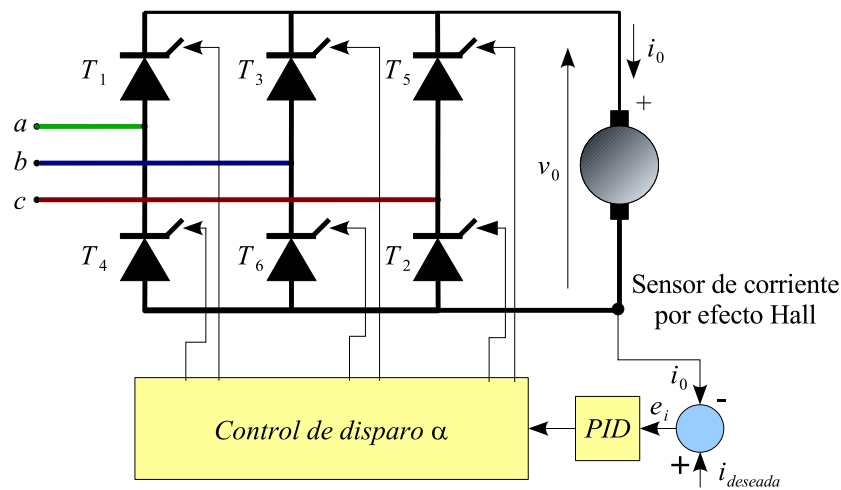 i₀
T₁
T₃
T₅
+
a
b
v₀
c
T₄
T₆
T₂
Sensor de corriente
por efecto Hall
i₀
-
eᵢ
Control de disparo α
PID
+
i deseada